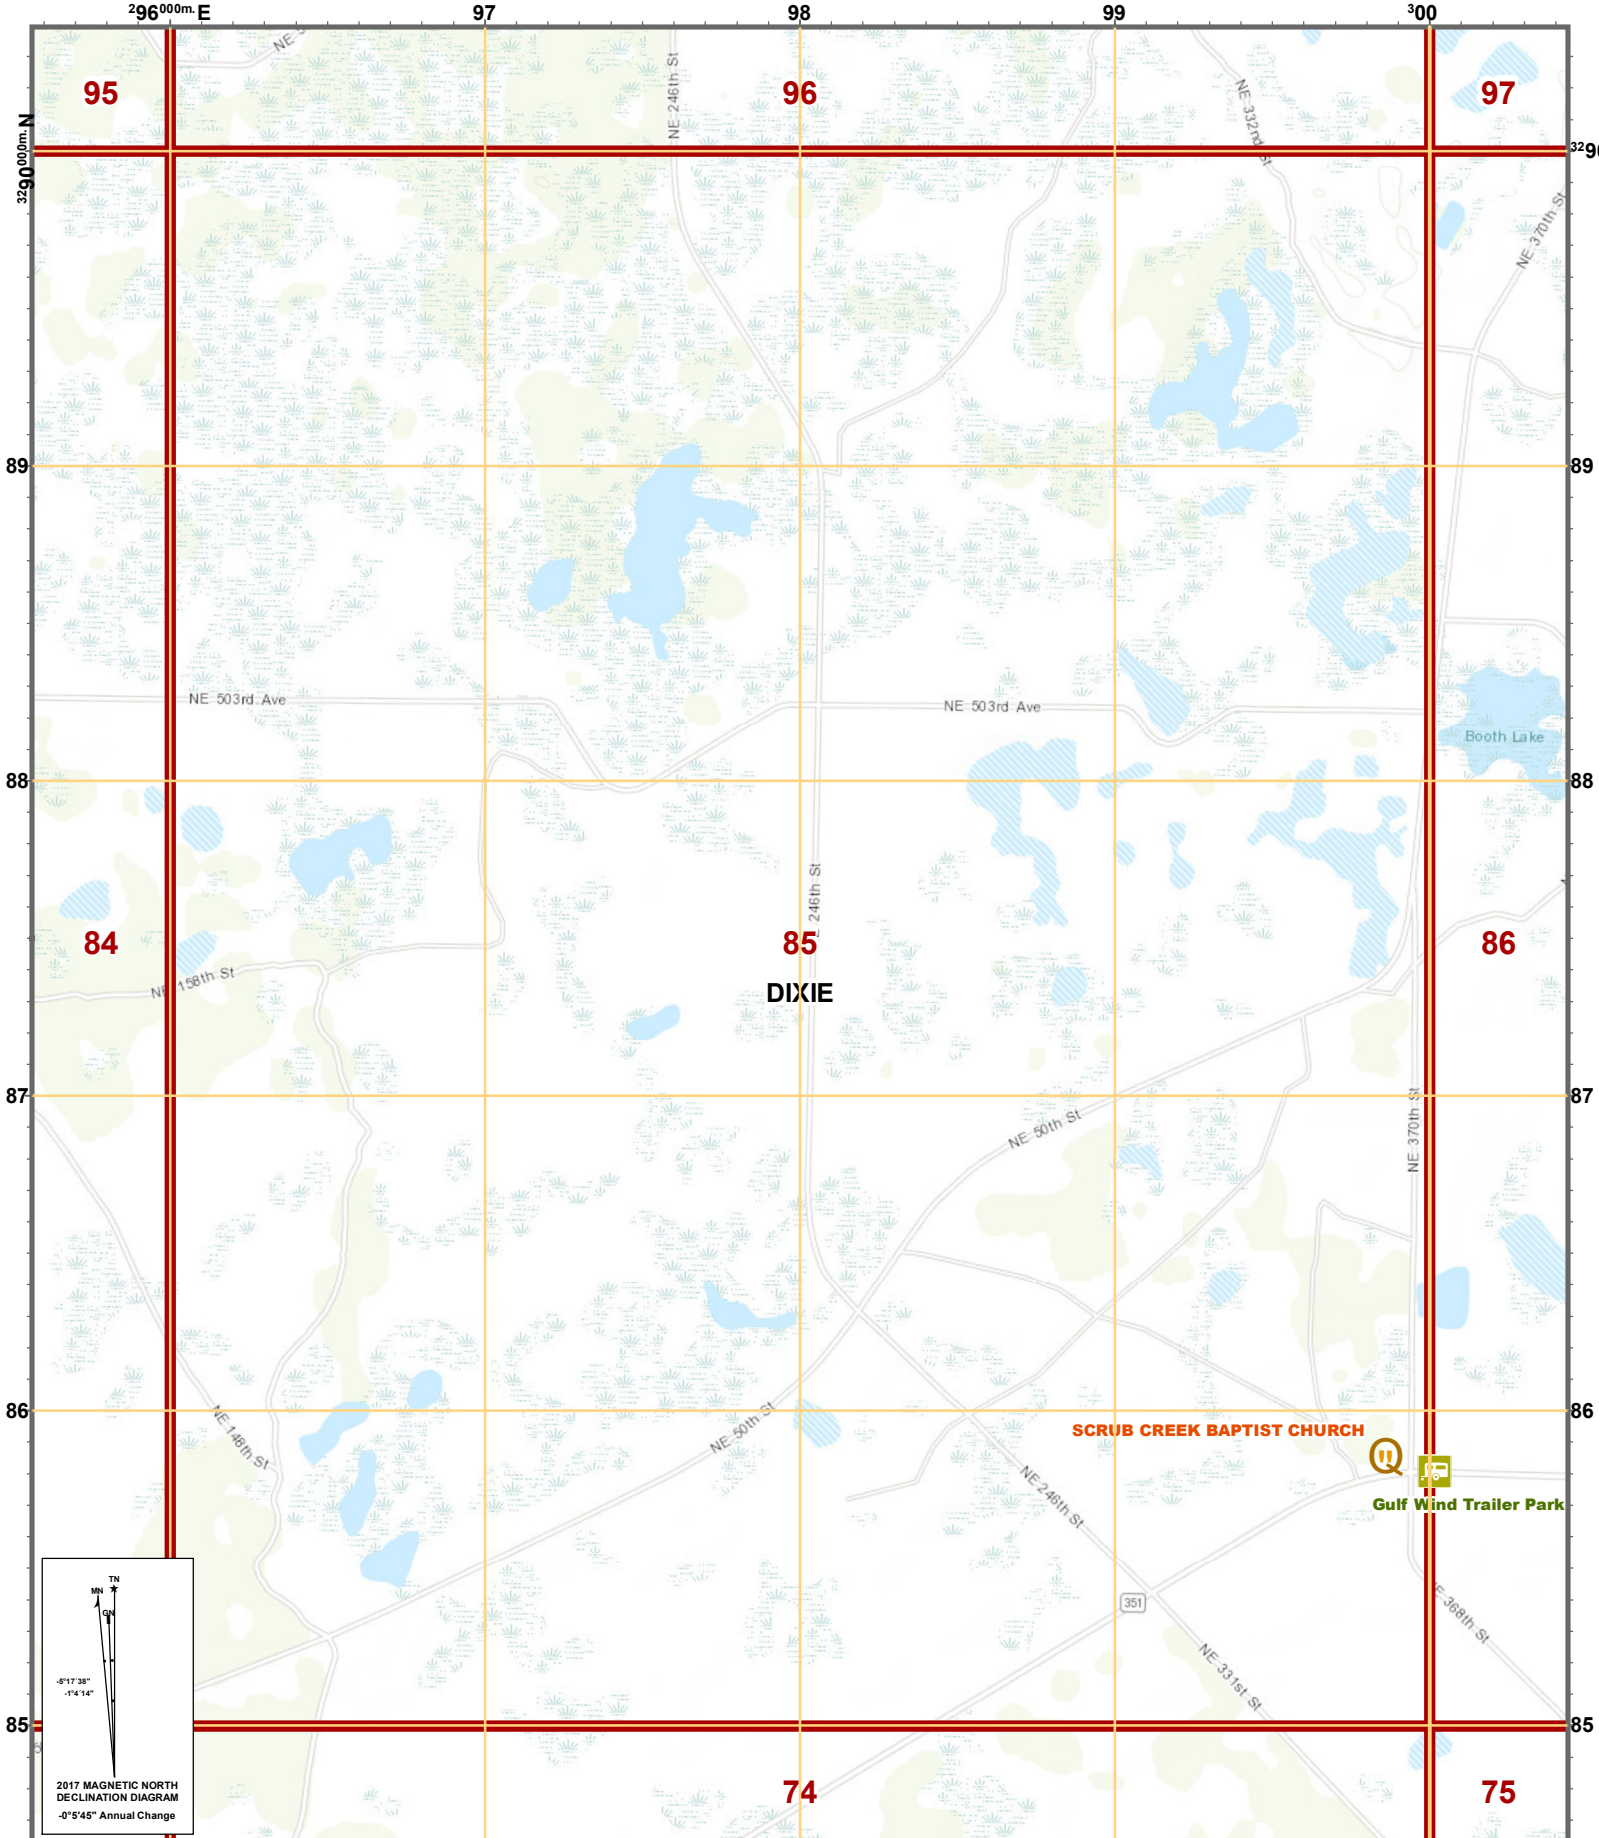 ²96⁰⁰⁰ᵐ·E
97
98
99
³00
NE 246th St
NE 332nd St
95
96
97
³²90⁰⁰⁰ᵐ·N
NE 370th St
89
89
NE 503rd Ave
NE 503rd Ave
Booth Lake
88
88
246th St
84
85
86
NE 158th St
DIXIE
87
87
NE 50th St
NE 370th St
86
86
NE 148th St
NE 50th St
SCRUB CREEK BAPTIST CHURCH
NE 246th St
Gulf Wind Trailer Park
351
NE 368th St
NE 331st St
TN
MN
GN
-5°17'38"
-1°4'14"
85
85
2017 MAGNETIC NORTH
DECLINATION DIAGRAM
-0°5'45" Annual Change
74
75